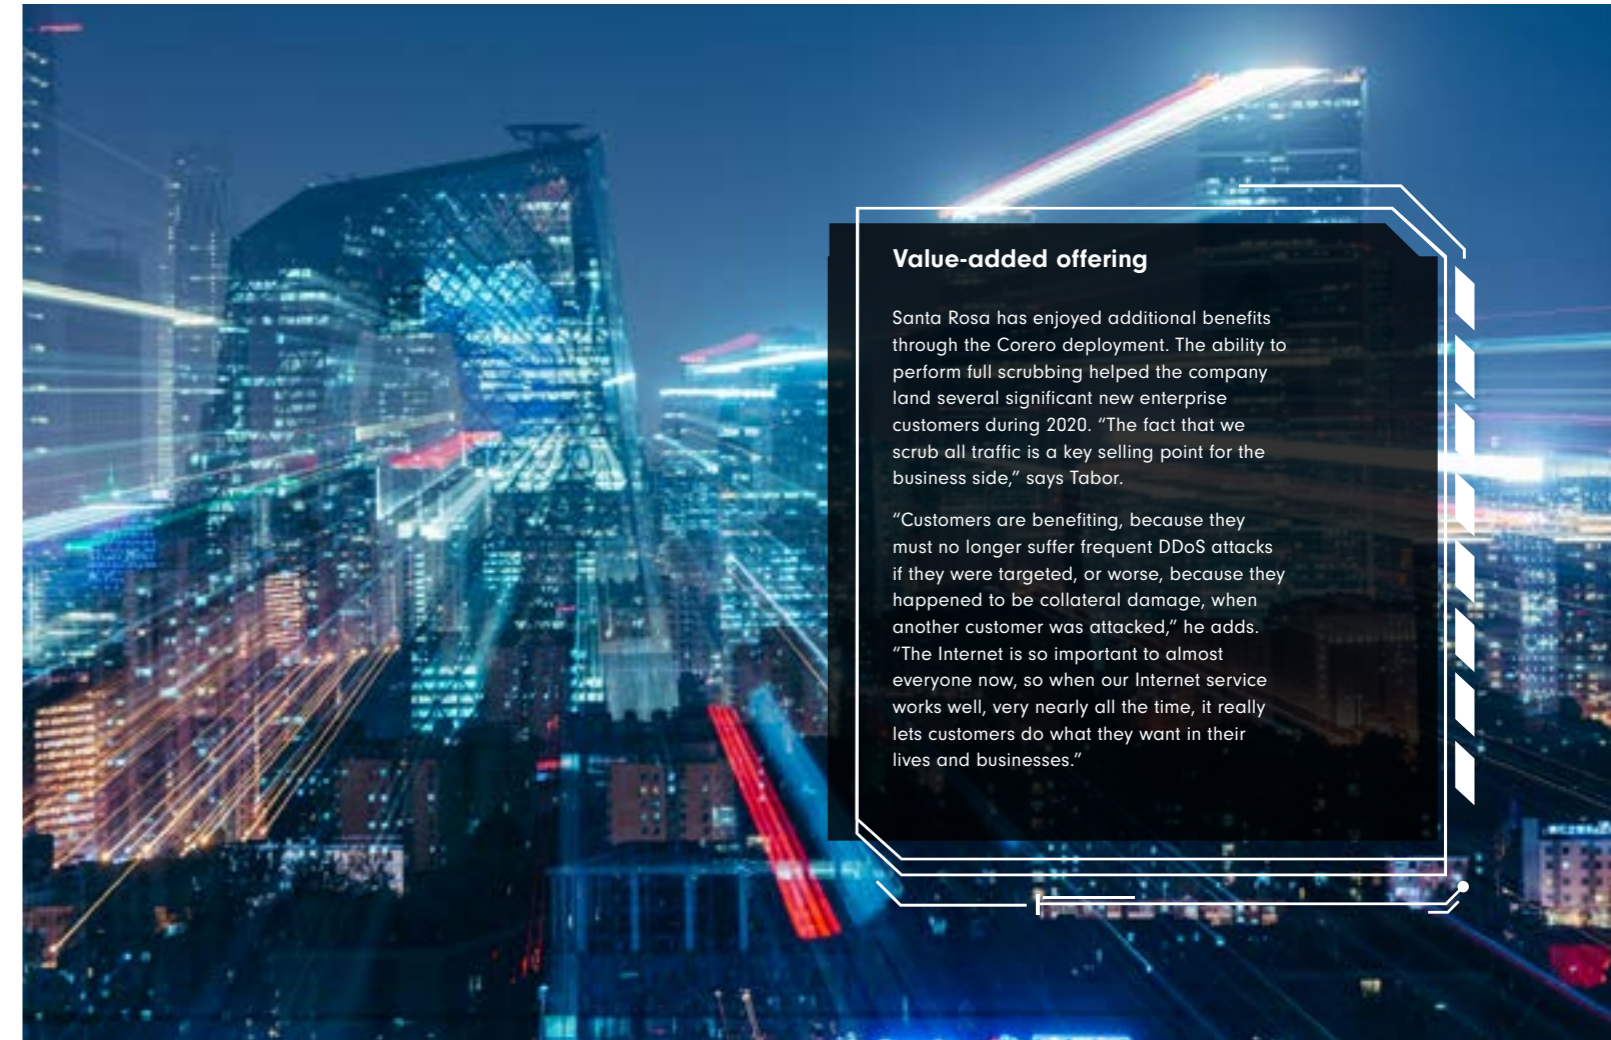 Value-added offering
Santa Rosa has enjoyed additional benefits
through the Corero deployment. The ability to
perform full scrubbing helped the company
land several significant new enterprise
customers during 2020. “The fact that we
scrub all traffic is a key selling point for the
business side,” says Tabor.
“Customers are benefiting, because they
must no longer suffer frequent DDoS attacks
if they were targeted, or worse, because they
happened to be collateral damage, when
another customer was attacked,” he adds.
“The Internet is so important to almost
everyone now, so when our Internet service
works well, very nearly all the time, it really
lets customers do what they want in their
lives and businesses.”